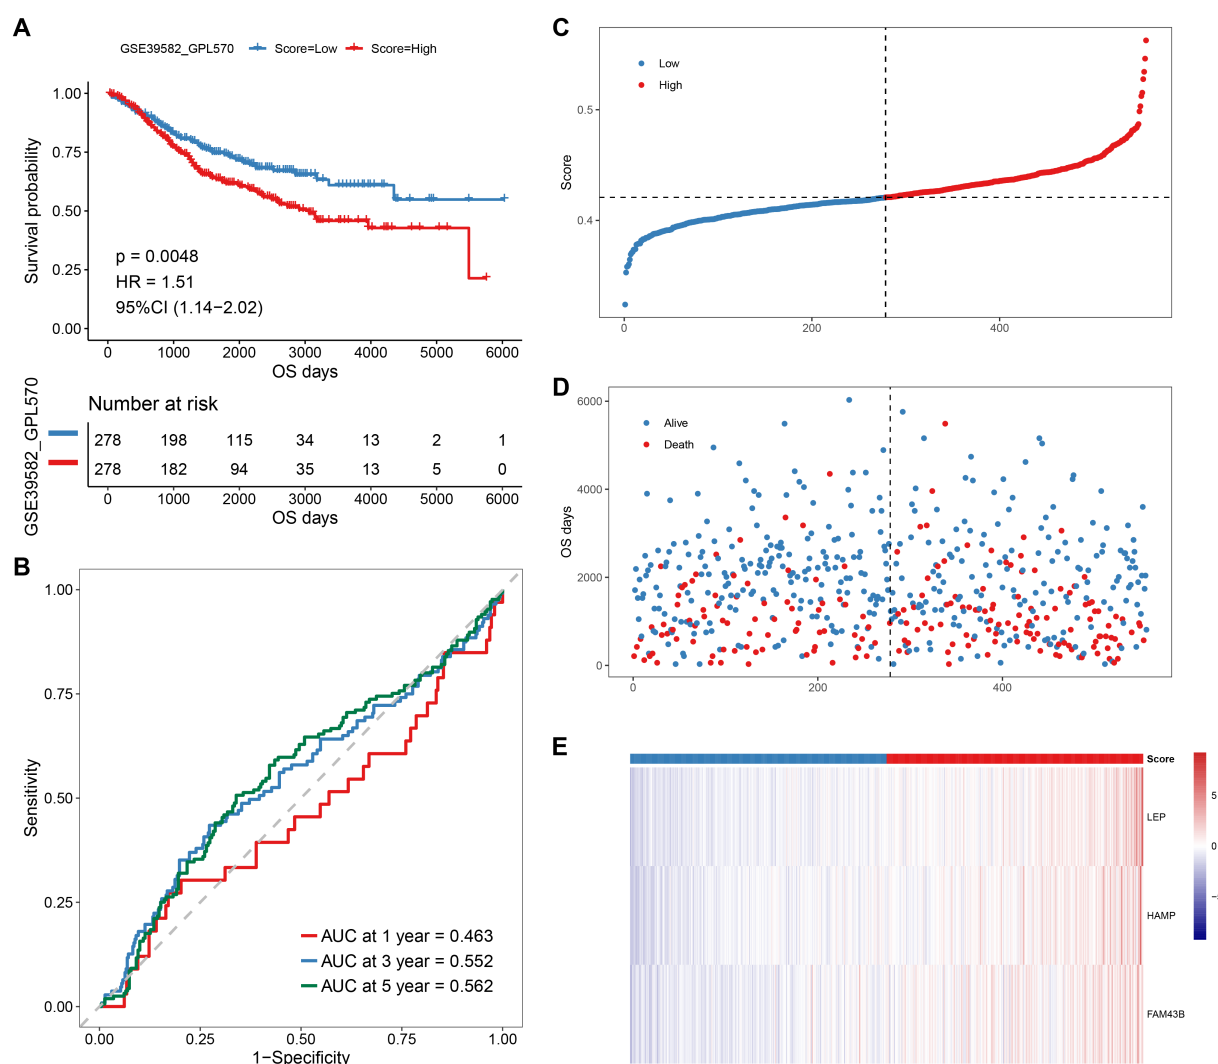 A
GSE39582_GPL570 Score=Low Score=High
1.00
0.75
0.50
0.25
0.00
Survival probability
p = 0.0048
HR = 1.51
95%CI (1.14−2.02)
0 1000 2000 3000 4000 5000 6000
OS days
Number at risk
GSE39582_GPL570
278 198 115 34 13 2 1
278 182 94 35 13 5 0
0 1000 2000 3000 4000 5000 6000
OS days
B
1.00
0.75
0.50
0.25
0.00
Sensitivity
AUC at 1 year = 0.463
AUC at 3 year = 0.552
AUC at 5 year = 0.562
0.00 0.25 0.50 0.75 1.00
1−Specificity
C
Low
High
0.5
0.4
Score
0 200 400
D
6000
4000
2000
0
OS days
Alive
Death
0 200 400
E
Score
LEP
HAMP
FAM43B
5
0